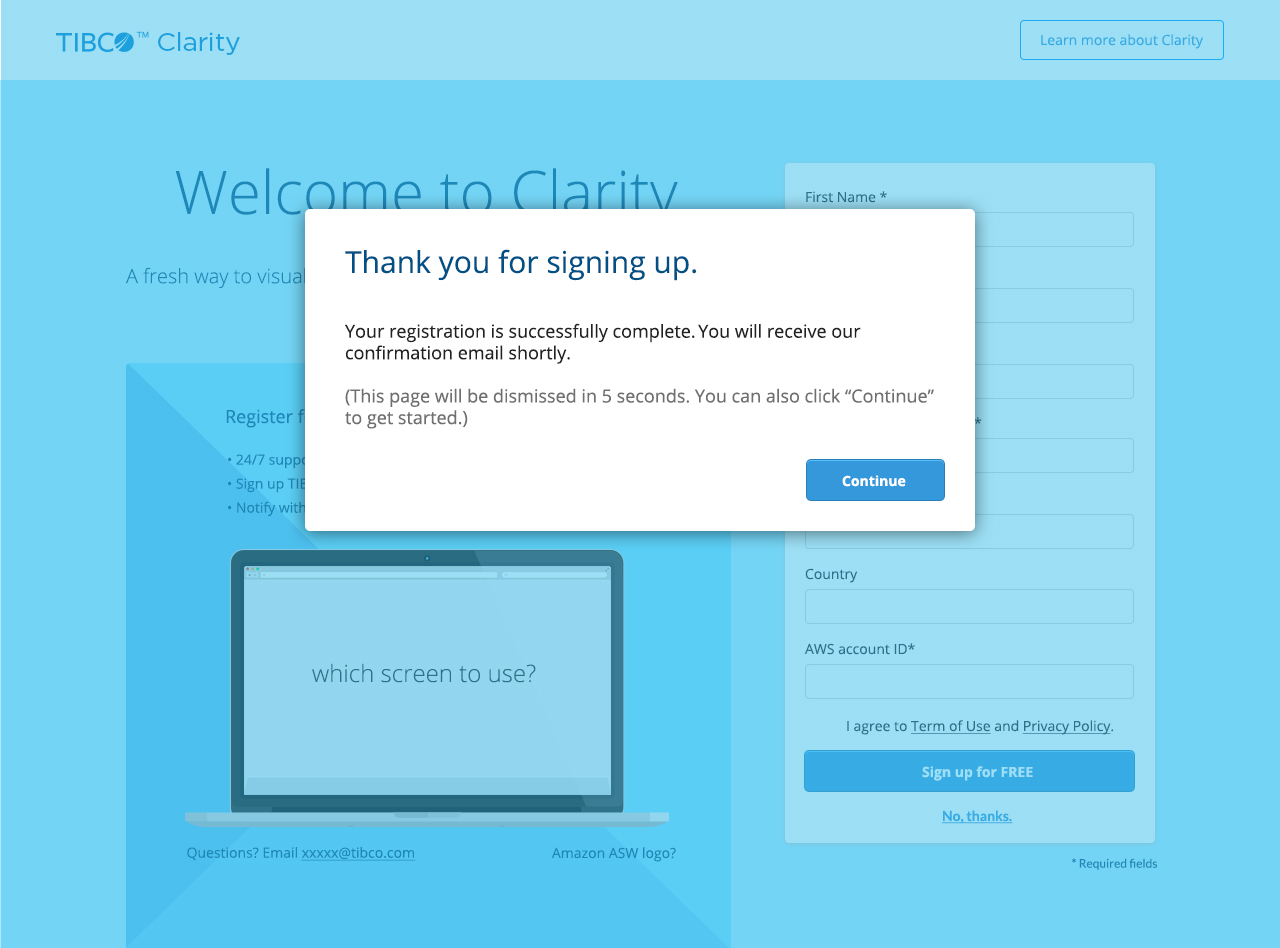 TIBCO™ Clarity
Learn more about Clarity
Welcome to Clarity
A fresh way to
Thank you for signing up.
Your registration is successfully complete. You will receive our
confirmation email shortly.
(This page will be dismissed in 5 seconds. You can also click “Continue”
to get started.)
Continue
Register
• 24/7
• Sign up
• Notify
which screen to use?
Questions? Email xxxxx@tibco.com
Amazon ASW logo?
First Name *
*
Country
AWS account ID*
I agree to Term of Use and Privacy Policy.
Sign up for FREE
No, thanks.
* Required fields